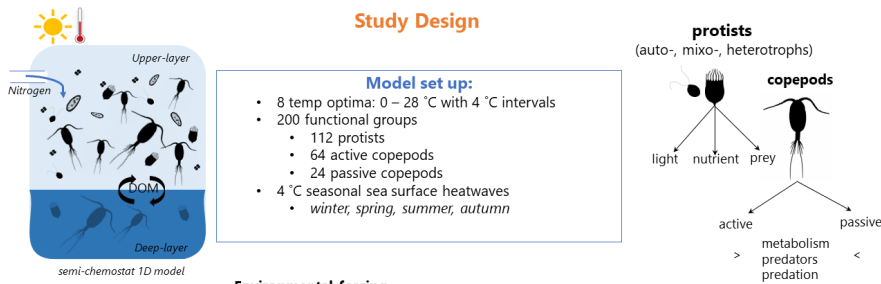 Study Design
Upper-layer
Nitrogen
DOM
Deep-layer
semi-chemostat 1D model
Model set up:
• 8 temp optima: 0 – 28 ˚C with 4 ˚C intervals
• 200 functional groups
• 112 protists
• 64 active copepods
• 24 passive copepods
• 4 ˚C seasonal sea surface heatwaves
• winter, spring, summer, autumn
protists
(auto-, mixo-, heterotrophs)
copepods
light nutrient prey
active passive
> metabolism <
predators
predation
Environmental forcing